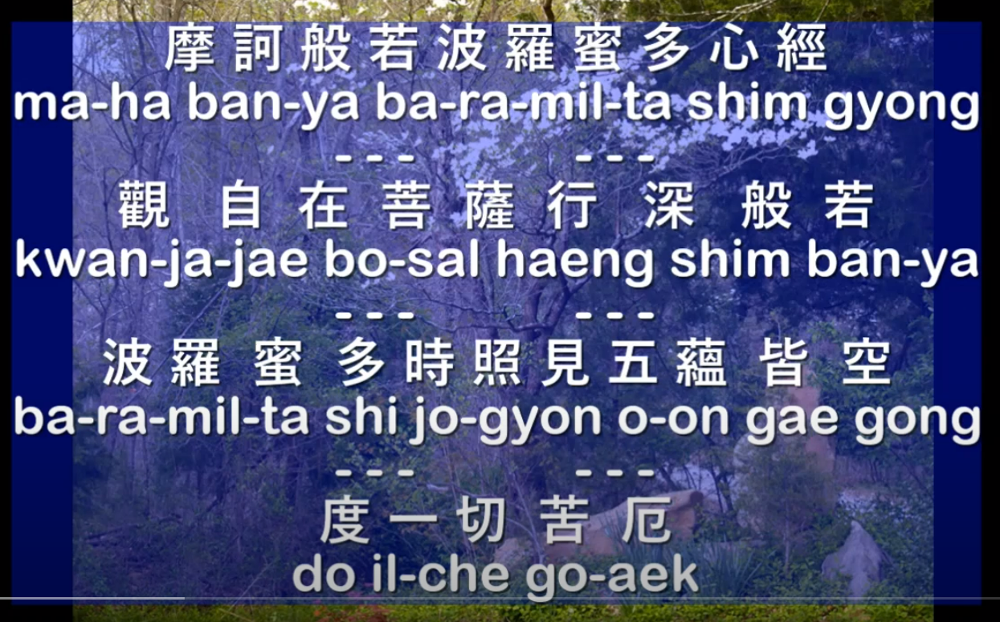 摩訶般若波羅蜜多心經
ma-ha ban-ya ba-ra-mil-ta shim gyong
--- ---
觀自在菩薩行深般若
kwan-ja-jae bo-sal haeng shim ban-ya
--- ---
波羅蜜多時照見五蘊皆空
ba-ra-mil-ta shi jo-gyon o-on gae gong
--- ---
度一切苦厄
do il-che go-aek